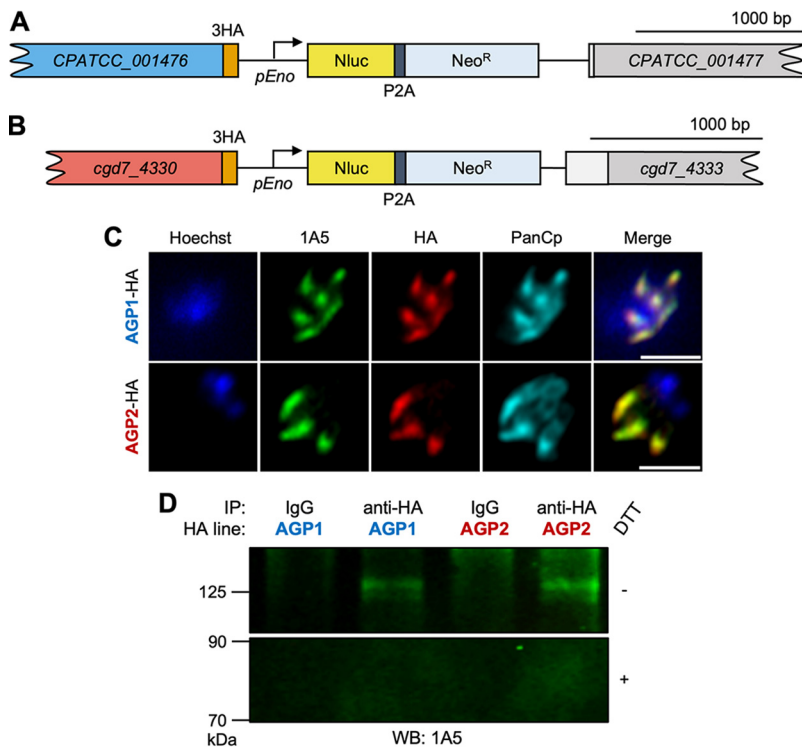 A
1000 bp
3HA
CPATCC_001476
Nluc
Neo^R
CPATCC_001477
pEno
P2A
B
1000 bp
3HA
cgd7_4330
Nluc
Neo^R
cgd7_4333
pEno
P2A
C
Hoechst 1A5 HA PanCp Merge
AGP1-HA
AGP2-HA
D
IP: IgG anti-HA IgG anti-HA
HA line: AGP1 AGP1 AGP2 AGP2
DTT
125
-
90
+
70
kDa
WB: 1A5